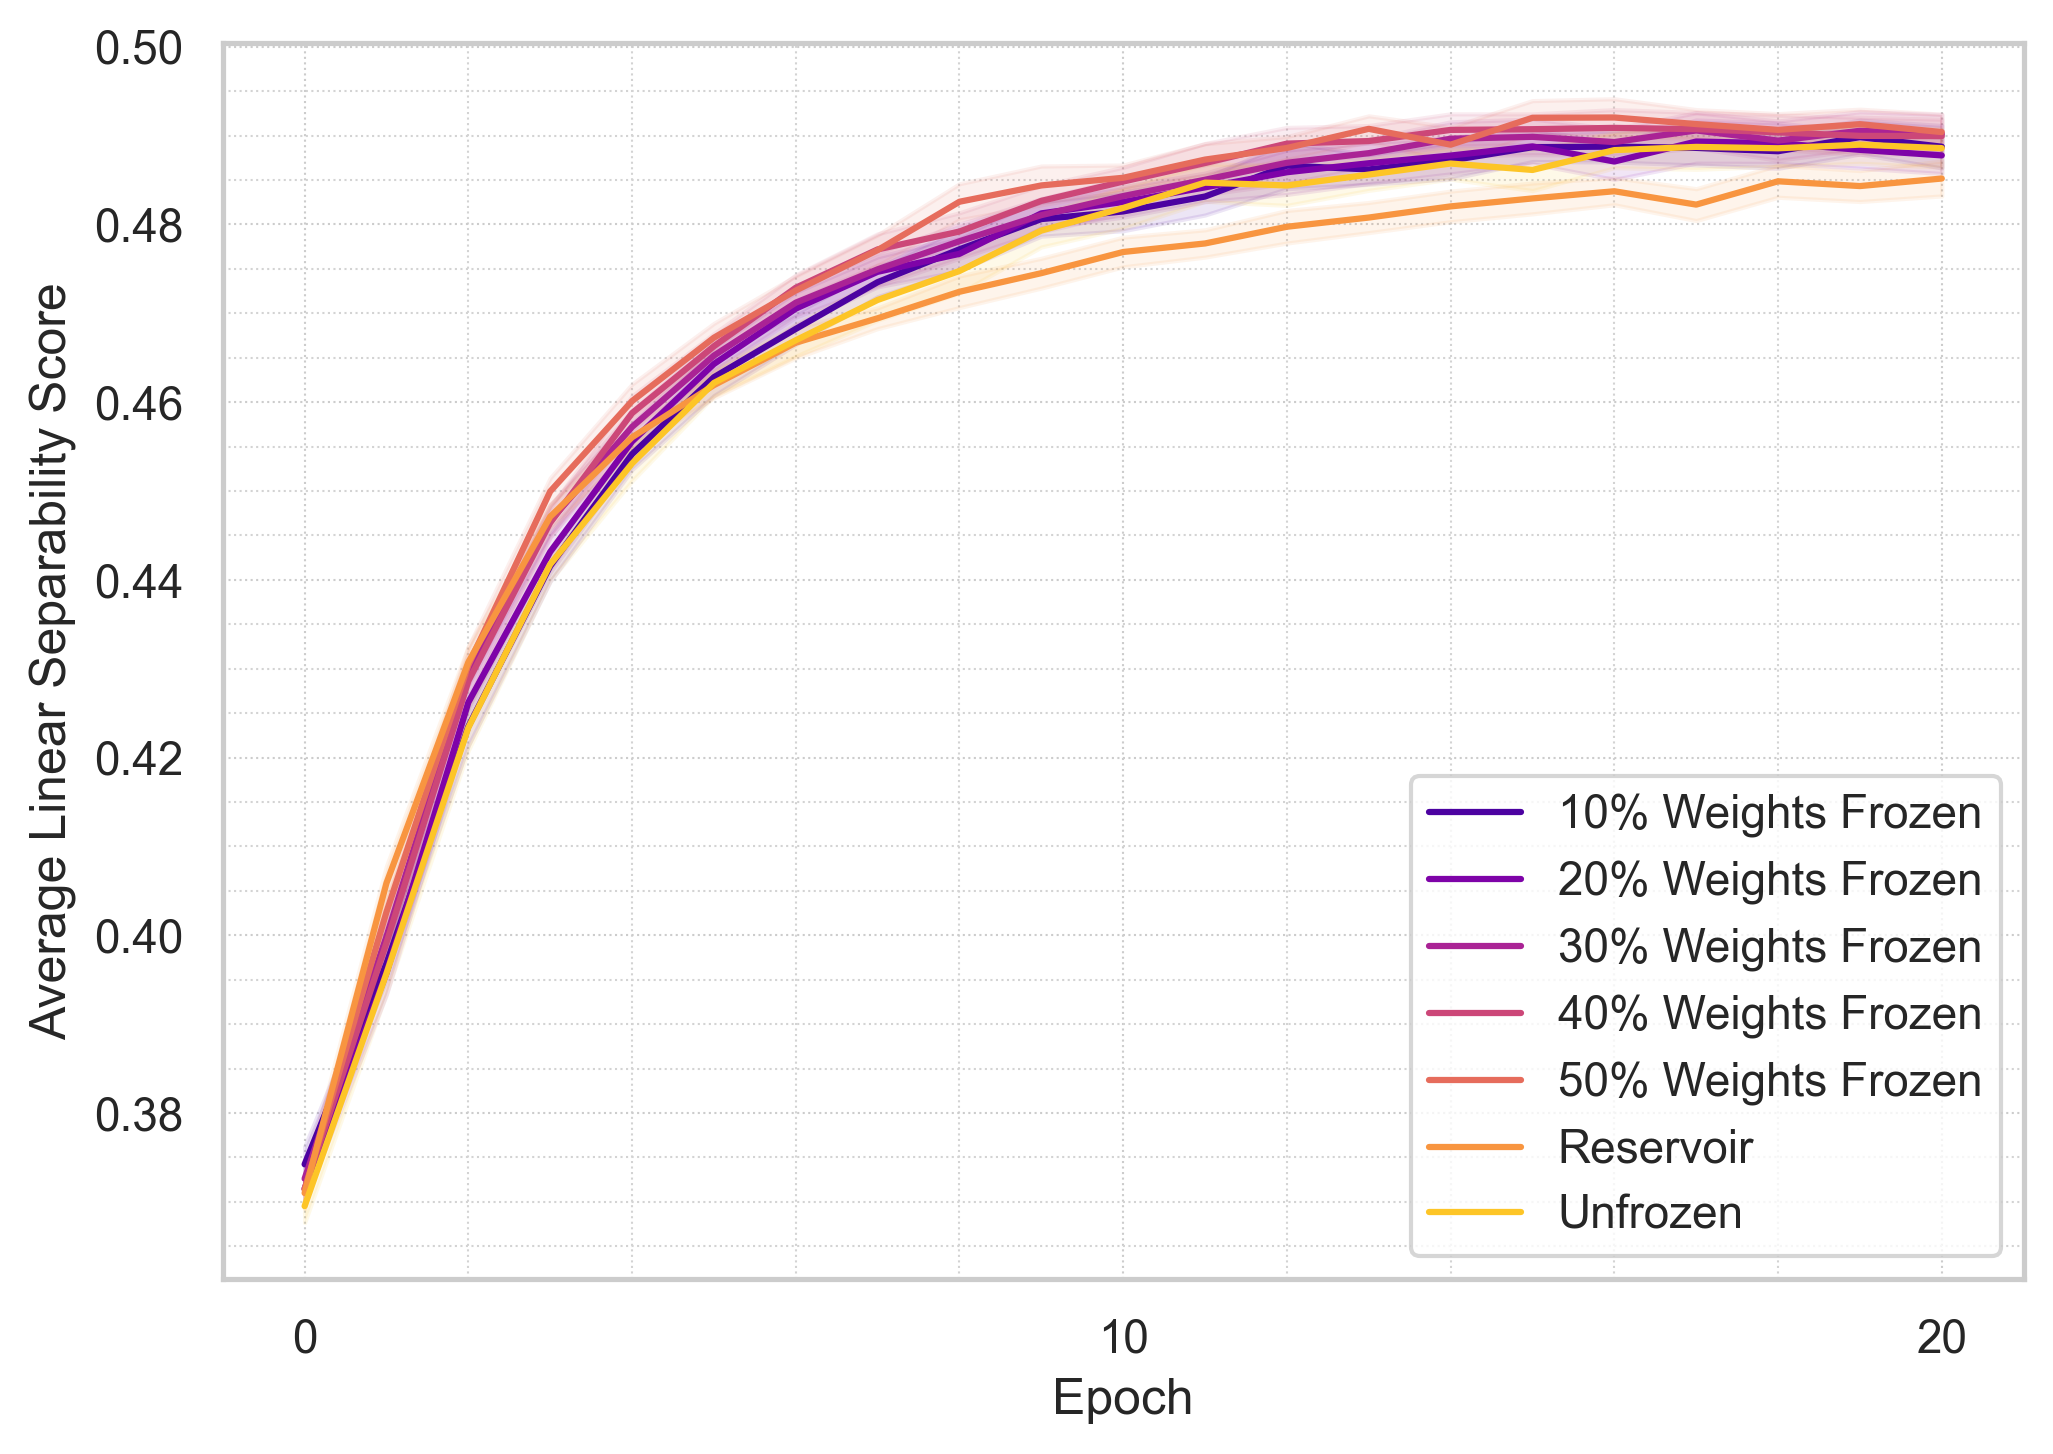 0.50
0.48
0.46
0.44
0.42
0.40
0.38
Average Linear Separability Score
10% Weights Frozen
20% Weights Frozen
30% Weights Frozen
40% Weights Frozen
50% Weights Frozen
Reservoir
Unfrozen
0 10 20
Epoch